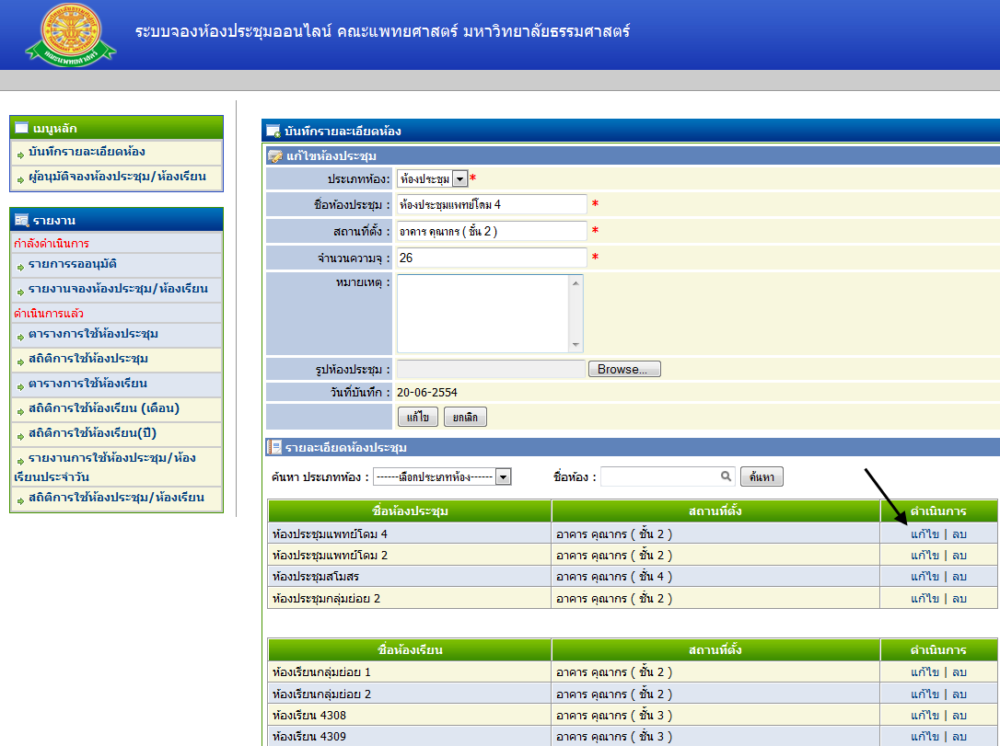 ระบบจองห้องประชุมออนไลน์ คณะแพทยศาสตร์ มหาวิทยาลัยธรรมศาสตร์
เมนูหลัก
บันทึกรายละเอียดห้อง
ผู้อนุมัติจองห้องประชุม/ห้องเรียน
รายงาน
กำลังดำเนินการ
รายการรออนุมัติ
รายงานจองห้องประชุม/ห้องเรียน
ดำเนินการแล้ว
ตารางการใช้ห้องประชุม
สถิติการใช้ห้องประชุม
ตารางการใช้ห้องเรียน
สถิติการใช้ห้องเรียน (เดือน)
สถิติการใช้ห้องเรียน(ปี)
รายงานการใช้ห้องประชุม/ห้อง
เรียนประจำวัน
สถิติการใช้ห้องประชุม/ห้องเรียน
บันทึกรายละเอียดห้อง
แก้ไขห้องประชุม
ประเภทห้อง: ห้องประชุม *
ชื่อห้องประชุม : ห้องประชุมแพทย์โดม 4 *
สถานที่ตั้ง : อาคาร คุณากร ( ชั้น 2 ) *
จำนวนความจุ : 26 *
หมายเหตุ :
รูปห้องประชุม : Browse...
วันที่บันทึก : 20-06-2554
แก้ไข ยกเลิก
รายละเอียดห้องประชุม
ค้นหา ประเภทห้อง : ------เลือกประเภทห้อง------ ชื่อห้อง : ค้นหา
ชื่อห้องประชุม สถานที่ตั้ง ดำเนินการ
ห้องประชุมแพทย์โดม 4 อาคาร คุณากร ( ชั้น 2 ) แก้ไข | ลบ
ห้องประชุมแพทย์โดม 2 อาคาร คุณากร ( ชั้น 2 ) แก้ไข | ลบ
ห้องประชุมสโมสร อาคาร คุณากร ( ชั้น 4 ) แก้ไข | ลบ
ห้องประชุมกลุ่มย่อย 2 อาคาร คุณากร ( ชั้น 2 ) แก้ไข | ลบ
ชื่อห้องเรียน สถานที่ตั้ง ดำเนินการ
ห้องเรียนกลุ่มย่อย 1 อาคาร คุณากร ( ชั้น 2 ) แก้ไข | ลบ
ห้องเรียนกลุ่มย่อย 2 อาคาร คุณากร ( ชั้น 2 ) แก้ไข | ลบ
ห้องเรียน 4308 อาคาร คุณากร ( ชั้น 3 ) แก้ไข | ลบ
ห้องเรียน 4309 อาคาร คุณากร ( ชั้น 3 ) แก้ไข | ลบ